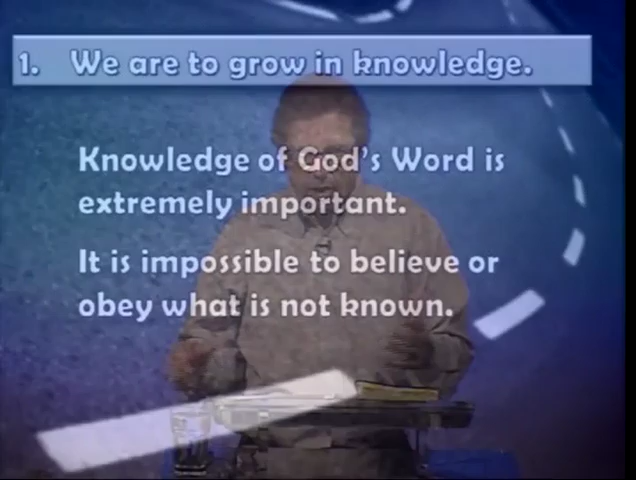 1. We are to grow in knowledge.
Knowledge of God's Word is
extremely important.
It is impossible to believe or
obey what is not known.